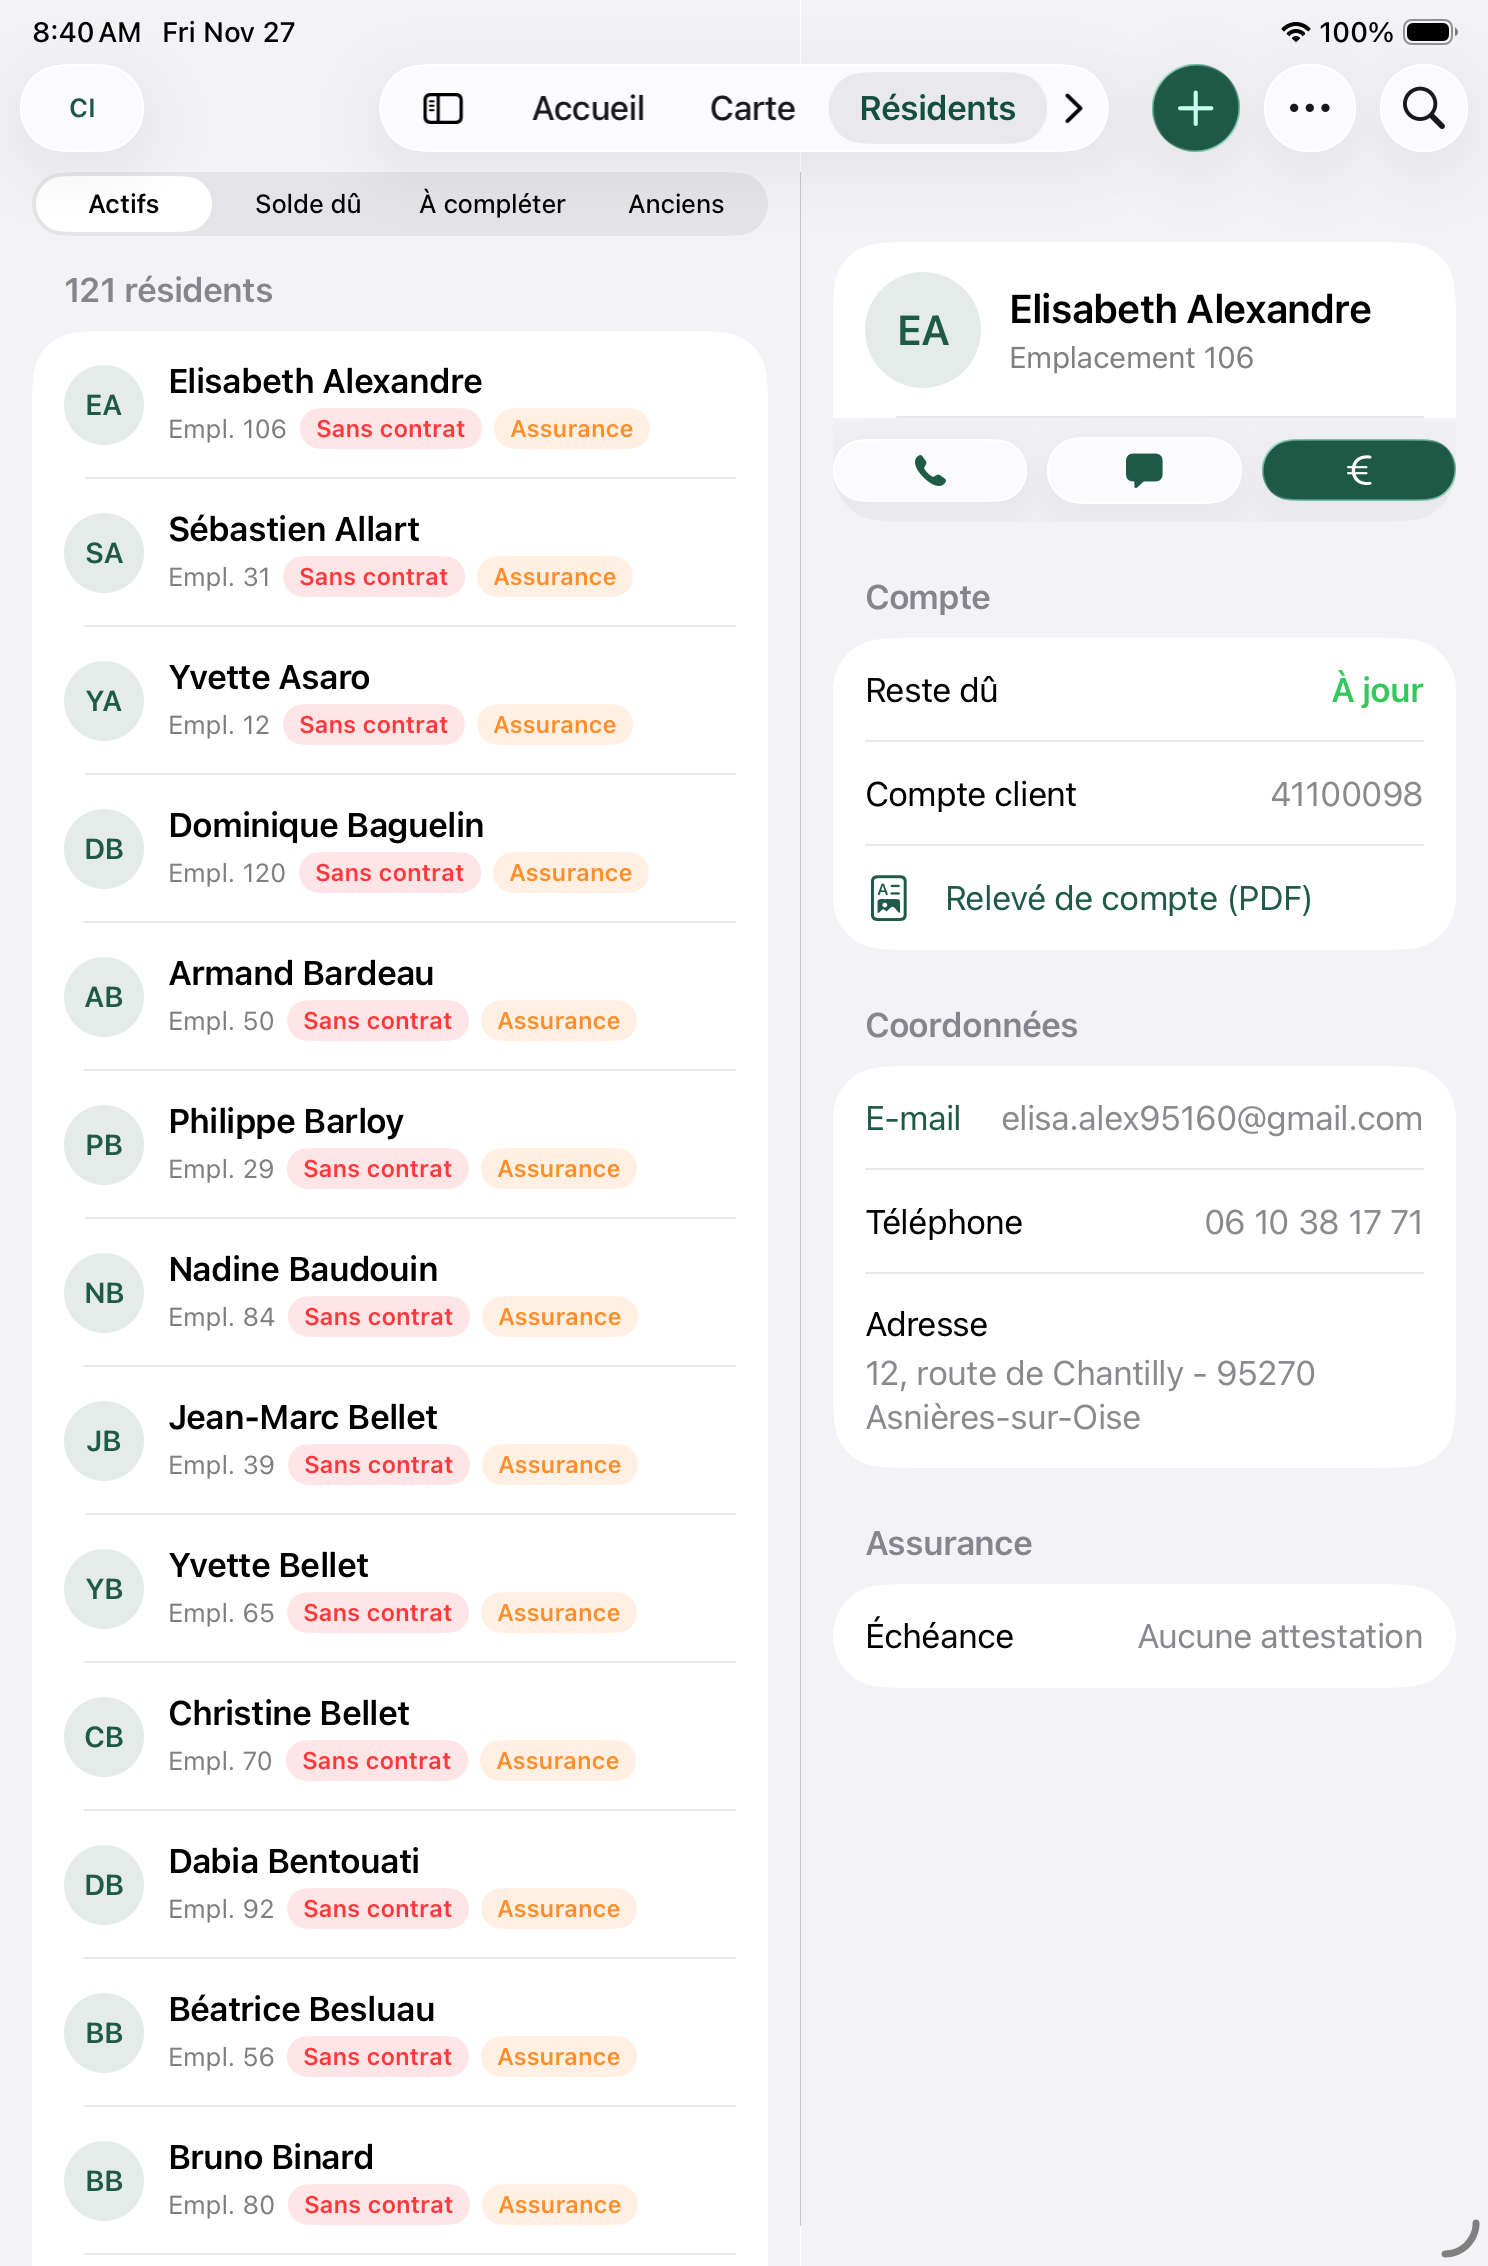 8:40 AM Fri Nov 27
100%
CI
Accueil
Carte
Résidents
Actifs
Solde dû
À compléter
Anciens
121 résidents
EA
Elisabeth Alexandre
Empl. 106 Sans contrat Assurance
SA
Sébastien Allart
Empl. 31 Sans contrat Assurance
YA
Yvette Asaro
Empl. 12 Sans contrat Assurance
DB
Dominique Baguelin
Empl. 120 Sans contrat Assurance
AB
Armand Bardeau
Empl. 50 Sans contrat Assurance
PB
Philippe Barloy
Empl. 29 Sans contrat Assurance
NB
Nadine Baudouin
Empl. 84 Sans contrat Assurance
JB
Jean-Marc Bellet
Empl. 39 Sans contrat Assurance
YB
Yvette Bellet
Empl. 65 Sans contrat Assurance
CB
Christine Bellet
Empl. 70 Sans contrat Assurance
DB
Dabia Bentouati
Empl. 92 Sans contrat Assurance
BB
Béatrice Besluau
Empl. 56 Sans contrat Assurance
BB
Bruno Binard
Empl. 80 Sans contrat Assurance
EA
Elisabeth Alexandre
Emplacement 106
€
Compte
Reste dû À jour
Compte client 41100098
Relevé de compte (PDF)
Coordonnées
E-mail elisa.alex95160@gmail.com
Téléphone 06 10 38 17 71
Adresse
12, route de Chantilly - 95270
Asnières-sur-Oise
Assurance
Échéance Aucune attestation